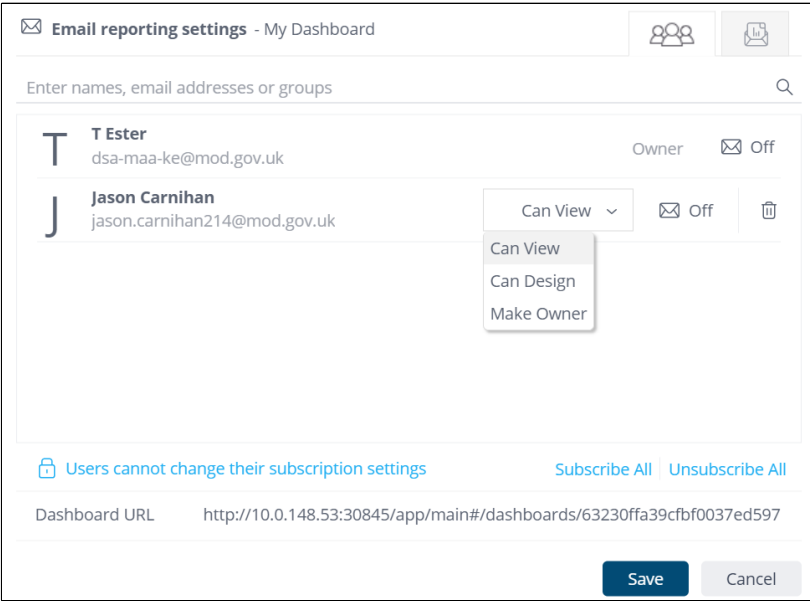 Email reporting settings - My Dashboard
Enter names, email addresses or groups
T
T Ester
dsa-maa-ke@mod.gov.uk
Owner
Off
J
Jason Carnihan
jason.carnihan214@mod.gov.uk
Can View
Off
Can View
Can Design
Make Owner
Users cannot change their subscription settings
Subscribe All
Unsubscribe All
Dashboard URL
http://10.0.148.53:30845/app/main#/dashboards/63230ffa39cfbf0037ed597
Save
Cancel